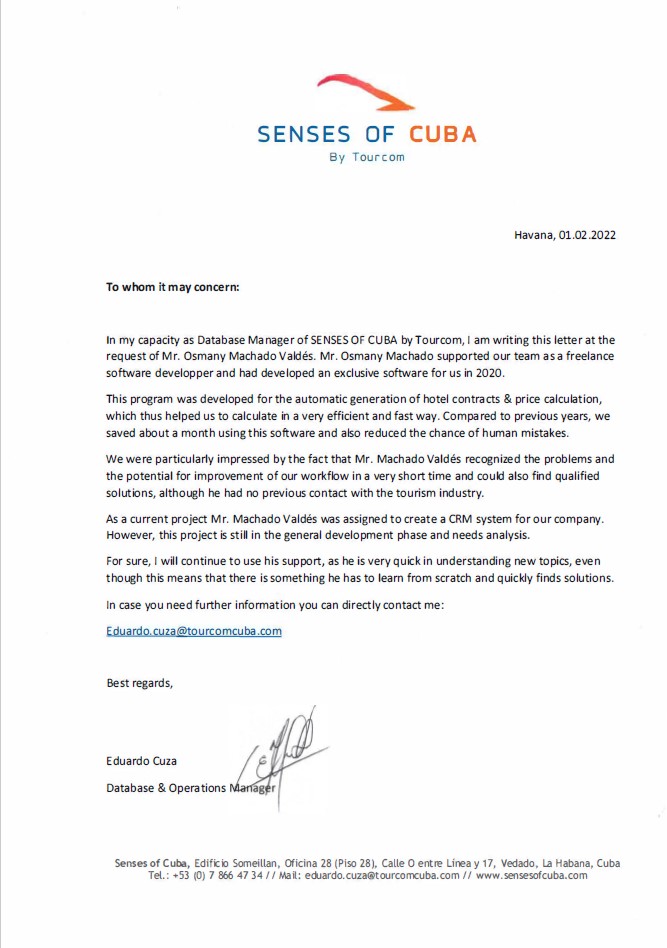 SENSES OF CUBA
By Tourcom
Havana, 01.02.2022
To whom it may concern:
In my capacity as Database Manager of SENSES OF CUBA by Tourcom, I am writing this letter at the
request of Mr. Osmany Machado Valdés. Mr. Osmany Machado supported our team as a freelance
software developper and had developed an exclusive software for us in 2020.
This program was developed for the automatic generation of hotel contracts & price calculation,
which thus helped us to calculate in a very efficient and fast way. Compared to previous years, we
saved about a month using this software and also reduced the chance of human mistakes.
We were particularly impressed by the fact that Mr. Machado Valdés recognized the problems and
the potential for improvement of our workflow in a very short time and could also find qualified
solutions, although he had no previous contact with the tourism industry.
As a current project Mr. Machado Valdés was assigned to create a CRM system for our company.
However, this project is still in the general development phase and needs analysis.
For sure, I will continue to use his support, as he is very quick in understanding new topics, even
though this means that there is something he has to learn from scratch and quickly finds solutions.
In case you need further information you can directly contact me:
Eduardo.cuza@tourcomcuba.com
Best regards,
Eduardo Cuza
Database & Operations Manager
Senses of Cuba, Edificio Someillan, Oficina 28 (Piso 28), Calle O entre Línea y 17, Vedado, La Habana, Cuba
Tel.: +53 (0) 7 866 47 34 // Mail: eduardo.cuza@tourcomcuba.com // www.sensesofcuba.com